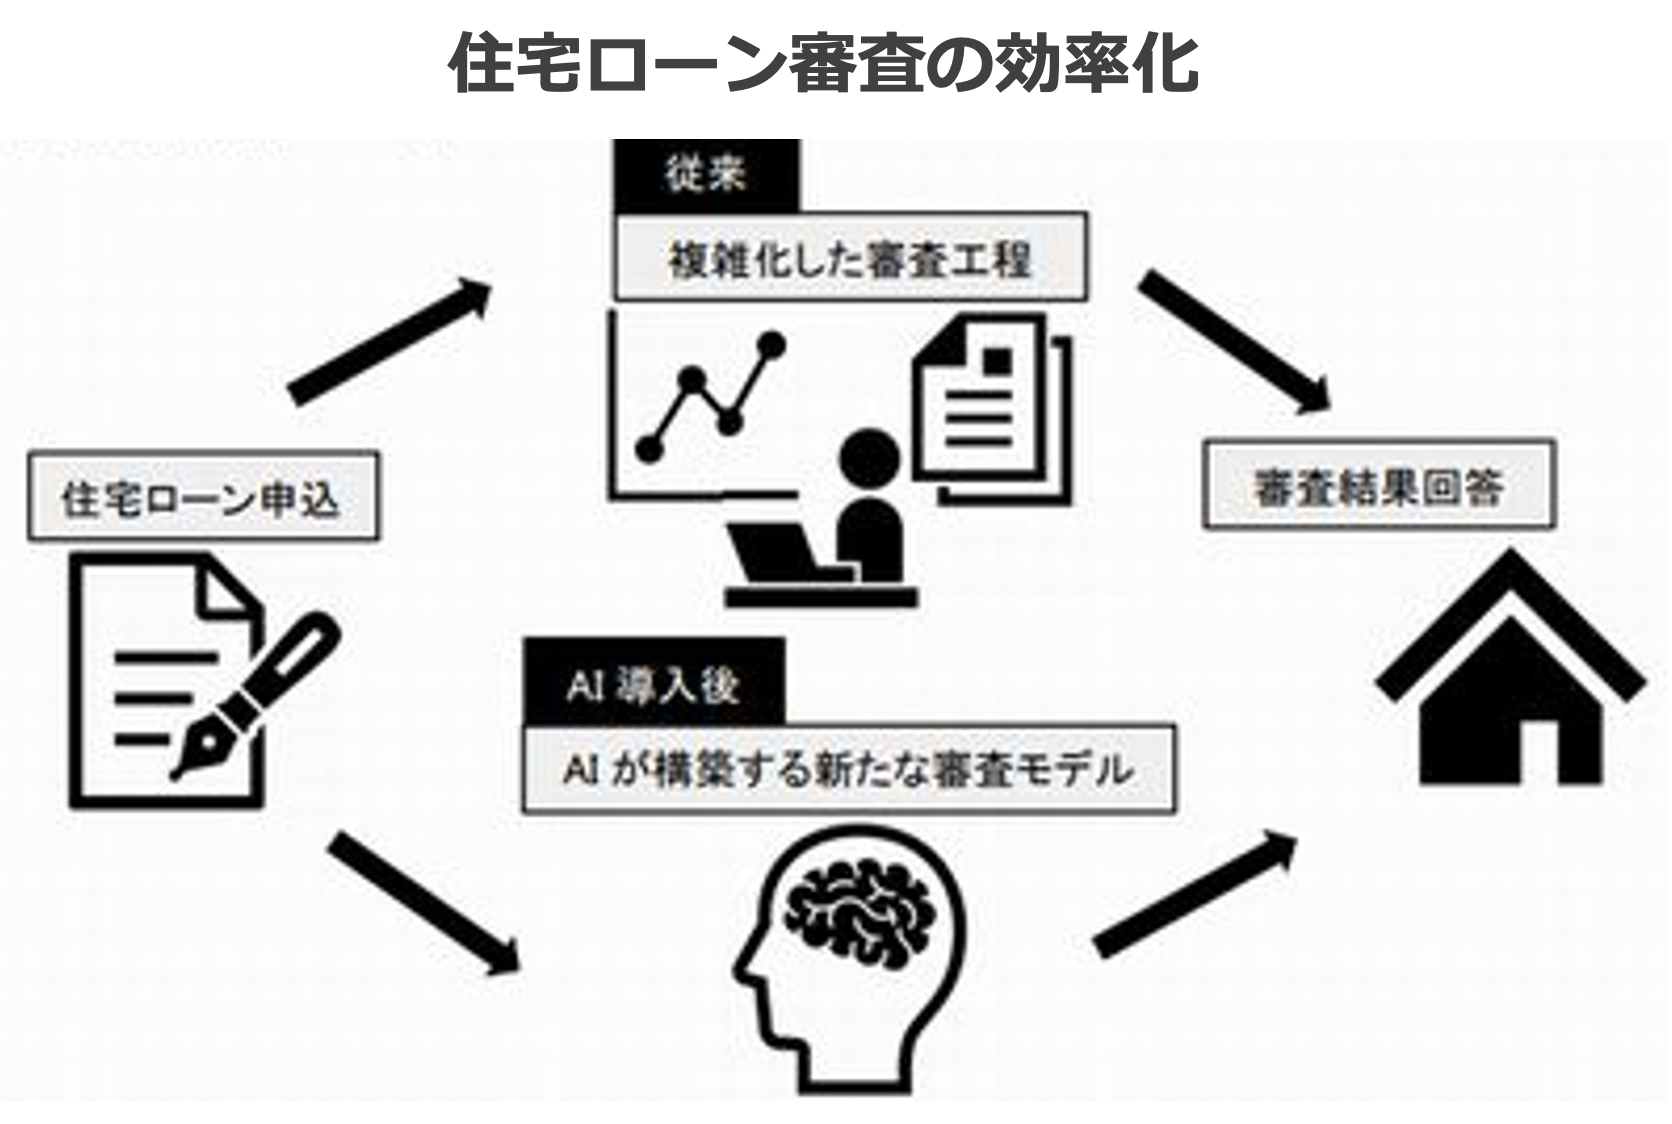 住宅ローン審査の効率化
従来
複雑化した審査工程
住宅ローン申込
審査結果回答
AI 導入後
AI が構築する新たな審査モデル